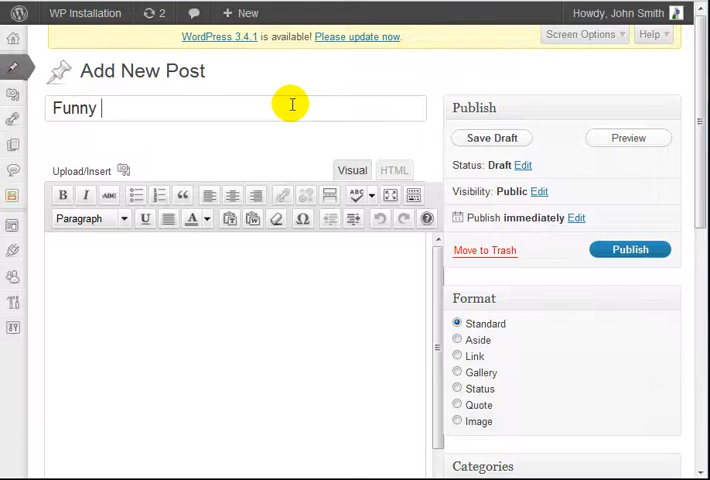 WP Installation 2 + New Howdy, John Smith
WordPress 3.4.1 is available! Please update now.
Screen Options Help
Add New Post
Funny
Upload/Insert Visual HTML
B I ABC
Paragraph U A Ω
Publish
Save Draft Preview
Status: Draft Edit
Visibility: Public Edit
Publish immediately Edit
Move to Trash Publish
Format
Standard
Aside
Link
Gallery
Status
Quote
Image
Categories